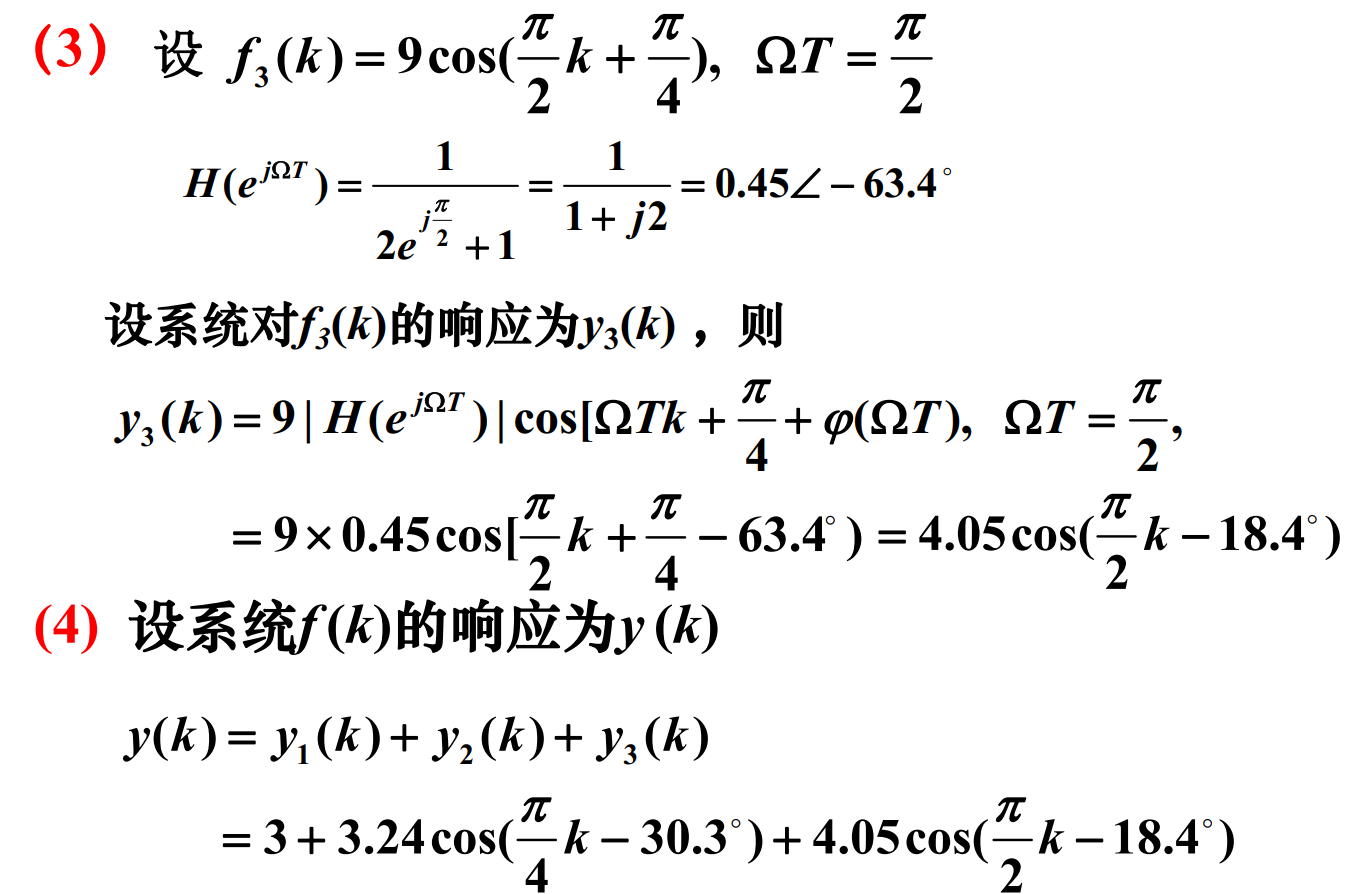 (3) 设 f₃(k) = 9cos(π/2 k + π/4), ΩT = π/2
H(e^{jΩT}) = 1/(2e^{jπ/2} + 1) = 1/(1 + j2) = 0.45∠ − 63.4°
设系统对f₃(k)的响应为y₃(k)，则
y₃(k) = 9 | H(e^{jΩT}) | cos[ΩTk + π/4 + φ(ΩT), ΩT = π/2,
= 9 × 0.45cos[π/2 k + π/4 − 63.4°) = 4.05cos(π/2 k − 18.4°)
(4) 设系统f(k)的响应为y(k)
y(k) = y₁(k) + y₂(k) + y₃(k)
= 3 + 3.24cos(π/4 k − 30.3°) + 4.05cos(π/2 k − 18.4°)